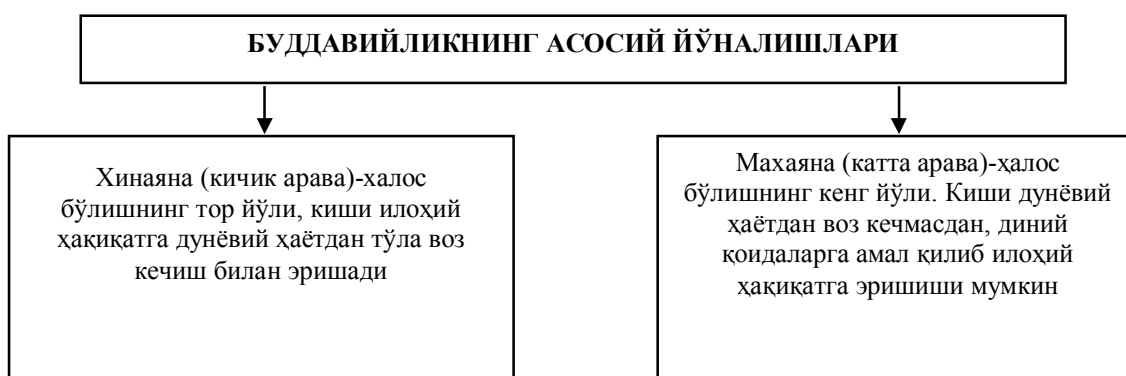 БУДДАВИЙЛИКНИНГ АСОСИЙ ЙЎНАЛИШЛАРИ
Хинаяна (кичик арава)-халос
бўлишнинг тор йўли, киши илоҳий
ҳақиқатга дунёвий ҳаётдан тўла воз
кечиш билан эришади
Махаяна (катта арава)-ҳалос
бўлишнинг кенг йўли. Киши дунёвий
ҳаётдан воз кечмасдан, диний
қоидаларга амал қилиб илоҳий
ҳақиқатга эришиши мумкин